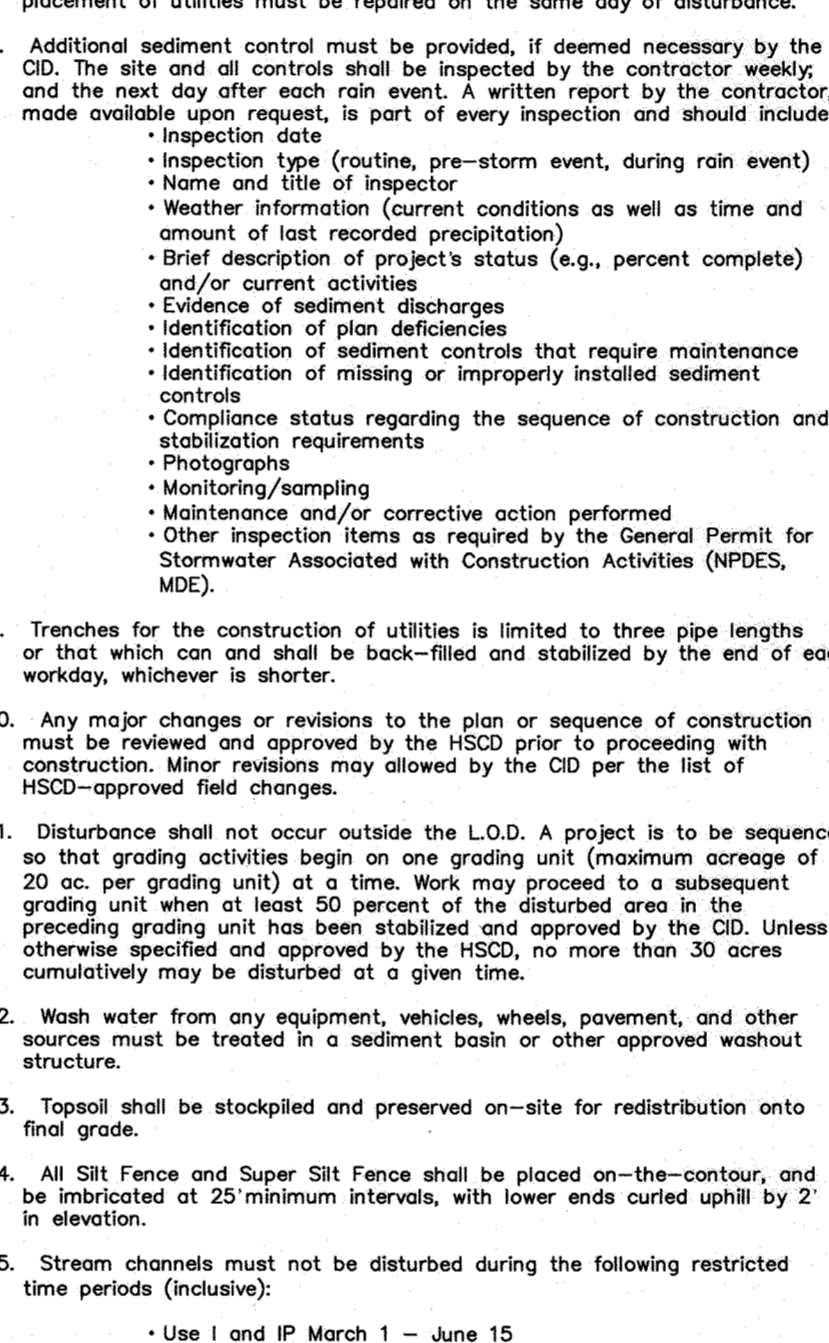 placement of utilities must be repaired on the same day of disturbance.
. Additional sediment control must be provided, if deemed necessary by the
CID. The site and all controls shall be inspected by the contractor weekly;
and the next day after each rain event. A written report by the contractor,
made available upon request, is part of every inspection and should include
• Inspection date
• Inspection type (routine, pre-storm event, during rain event)
• Name and title of inspector
• Weather information (current conditions as well as time and
amount of last recorded precipitation)
• Brief description of project's status (e.g., percent complete)
and/or current activities
• Evidence of sediment discharges
• Identification of plan deficiencies
• Identification of sediment controls that require maintenance
• Identification of missing or improperly installed sediment
controls
• Compliance status regarding the sequence of construction and
stabilization requirements
• Photographs
• Monitoring/sampling
• Maintenance and/or corrective action performed
• Other inspection items as required by the General Permit for
Stormwater Associated with Construction Activities (NPDES,
MDE).
. Trenches for the construction of utilities is limited to three pipe lengths
or that which can and shall be back-filled and stabilized by the end of eac
workday, whichever is shorter.
0. Any major changes or revisions to the plan or sequence of construction
must be reviewed and approved by the HSCD prior to proceeding with
construction. Minor revisions may allowed by the CID per the list of
HSCD-approved field changes.
1. Disturbance shall not occur outside the L.O.D. A project is to be sequence
so that grading activities begin on one grading unit (maximum acreage of
20 ac. per grading unit) at a time. Work may proceed to a subsequent
grading unit when at least 50 percent of the disturbed area in the
preceding grading unit has been stabilized and approved by the CID. Unless
otherwise specified and approved by the HSCD, no more than 30 acres
cumulatively may be disturbed at a given time.
2. Wash water from any equipment, vehicles, wheels, pavement, and other
sources must be treated in a sediment basin or other approved washout
structure.
3. Topsoil shall be stockpiled and preserved on-site for redistribution onto
final grade.
4. All Silt Fence and Super Silt Fence shall be placed on-the-contour, and
be imbricated at 25'minimum intervals, with lower ends curled uphill by 2'
in elevation.
5. Stream channels must not be disturbed during the following restricted
time periods (inclusive):
• Use I and IP March 1 - June 15